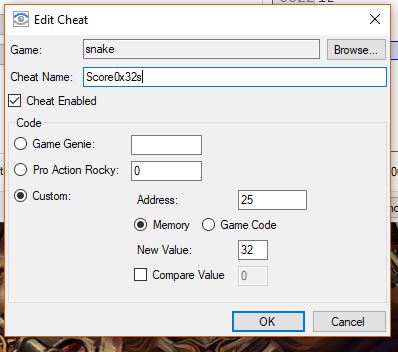 Edit Cheat
Game: snake Browse...
Cheat Name: Score0x32s
Cheat Enabled
Code
Game Genie:
Pro Action Rocky: 0
Custom: Address: 25
Memory Game Code
New Value: 32
Compare Value 0
OK Cancel